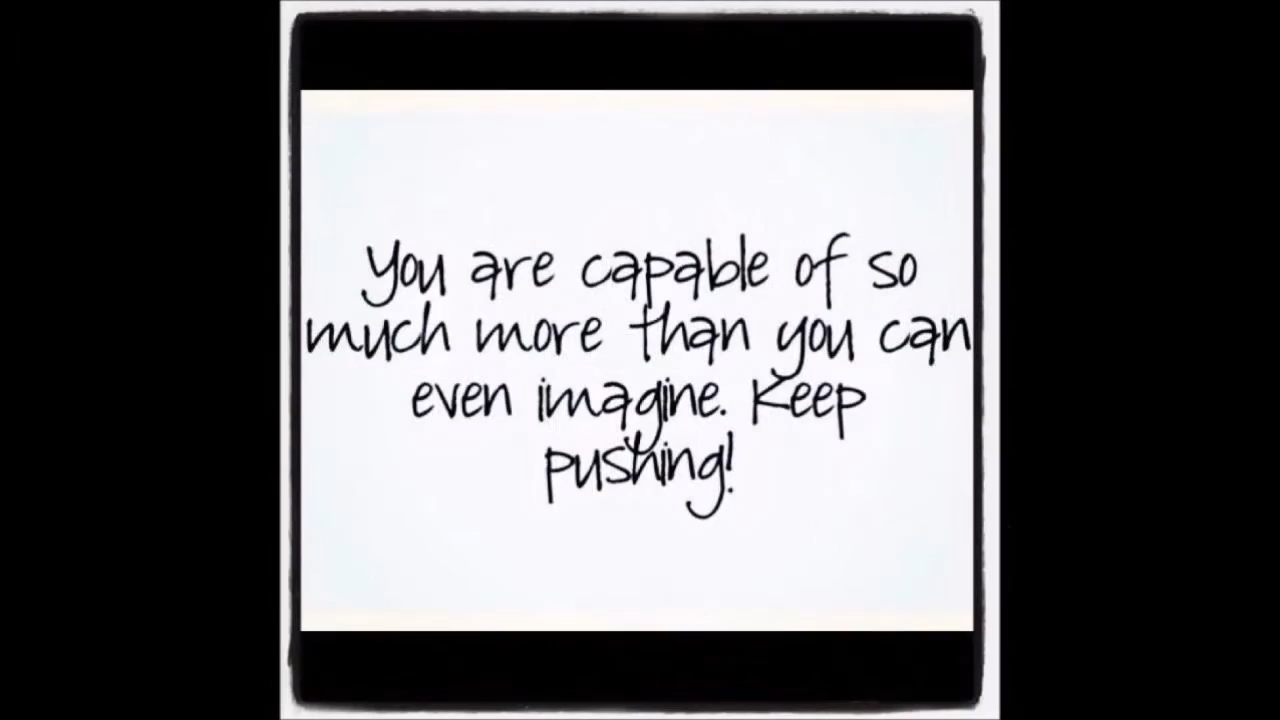 You are capable of so
much more than you can
even imagine. Keep
pushing!